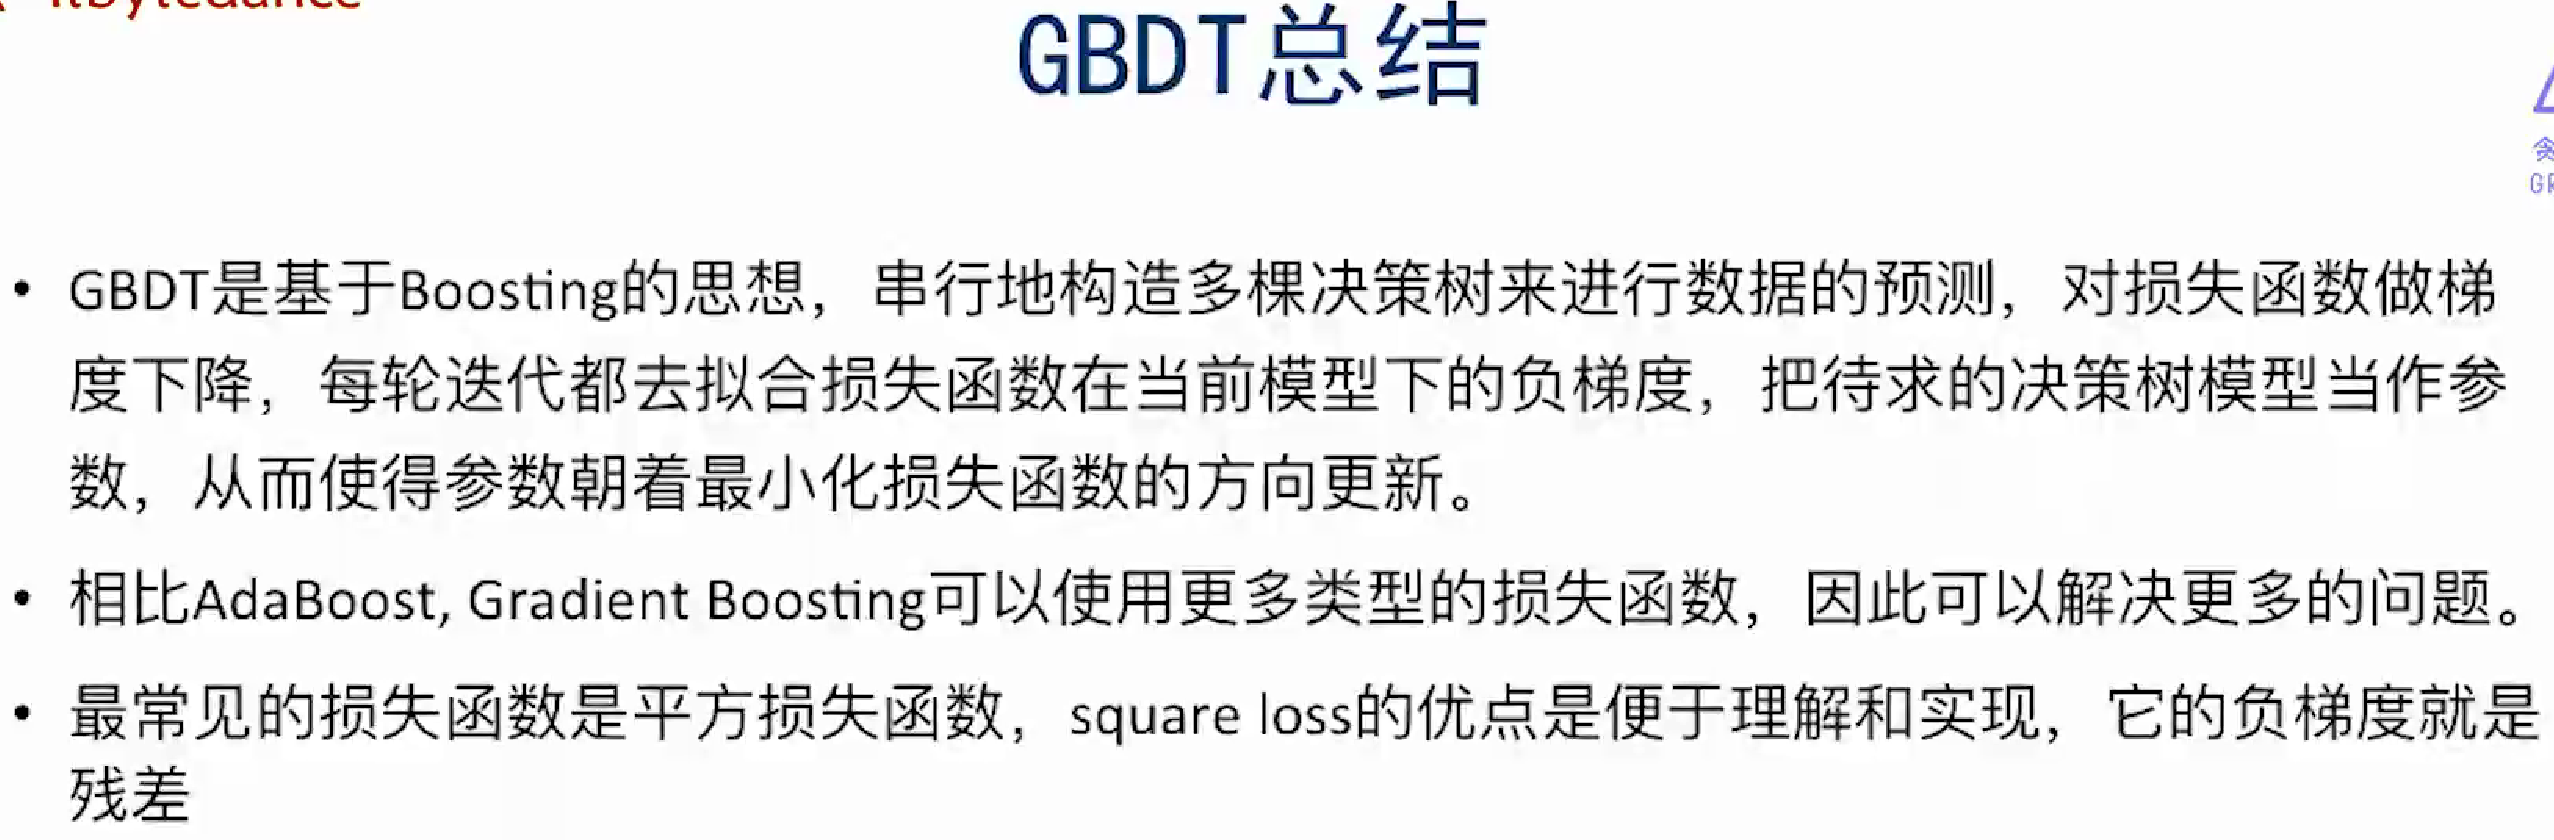 GBDT总结
• GBDT是基于Boosting的思想，串行地构造多棵决策树来进行数据的预测，对损失函数做梯
度下降，每轮迭代都去拟合损失函数在当前模型下的负梯度，把待求的决策树模型当作参
数，从而使得参数朝着最小化损失函数的方向更新。
• 相比AdaBoost, Gradient Boosting可以使用更多类型的损失函数，因此可以解决更多的问题。
• 最常见的损失函数是平方损失函数，square loss的优点是便于理解和实现，它的负梯度就是
残差